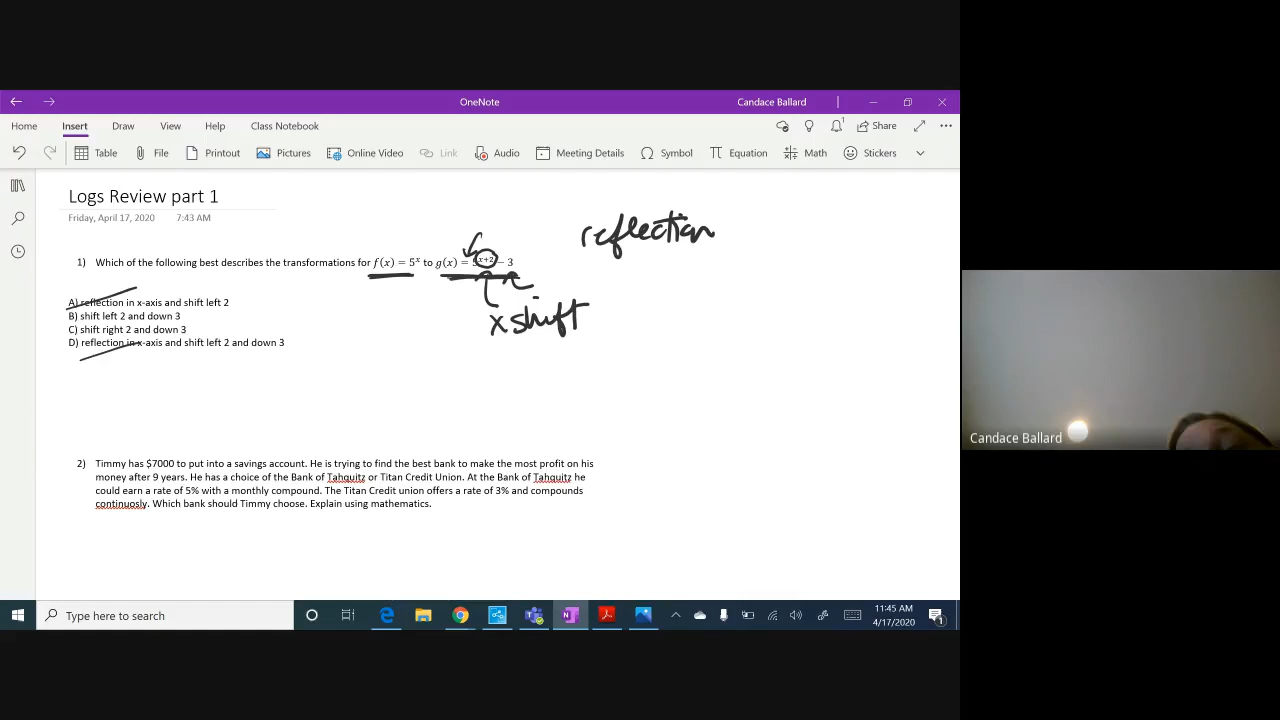 OneNote
Candace Ballard
Home Insert Draw View Help Class Notebook
1 Share
Table File Printout Pictures Online Video Link Audio Meeting Details Symbol Equation Math Stickers
Logs Review part 1
Friday, April 17, 2020 7:43 AM
reflection
1) Which of the following best describes the transformations for f(x) = 5ˣ to g(x) = 5ˣ⁺² − 3
A) reflection in x-axis and shift left 2
B) shift left 2 and down 3
x shift
C) shift right 2 and down 3
D) reflection in x-axis and shift left 2 and down 3
Candace Ballard
2) Timmy has $7000 to put into a savings account. He is trying to find the best bank to make the most profit on his
money after 9 years. He has a choice of the Bank of Tahquitz or Titan Credit Union. At the Bank of Tahquitz he
could earn a rate of 5% with a monthly compound. The Titan Credit union offers a rate of 3% and compounds
continuosly. Which bank should Timmy choose. Explain using mathematics.
Type here to search
11:45 AM
4/17/2020
1